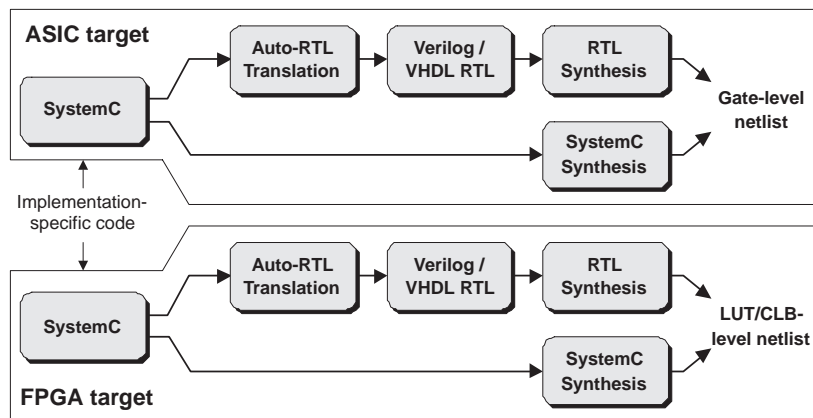 ASIC target
SystemC
Auto-RTL
Translation
Verilog /
VHDL RTL
RTL
Synthesis
SystemC
Synthesis
Gate-level
netlist
Implementation-
specific code
SystemC
Auto-RTL
Translation
Verilog /
VHDL RTL
RTL
Synthesis
SystemC
Synthesis
LUT/CLB-
level netlist
FPGA target